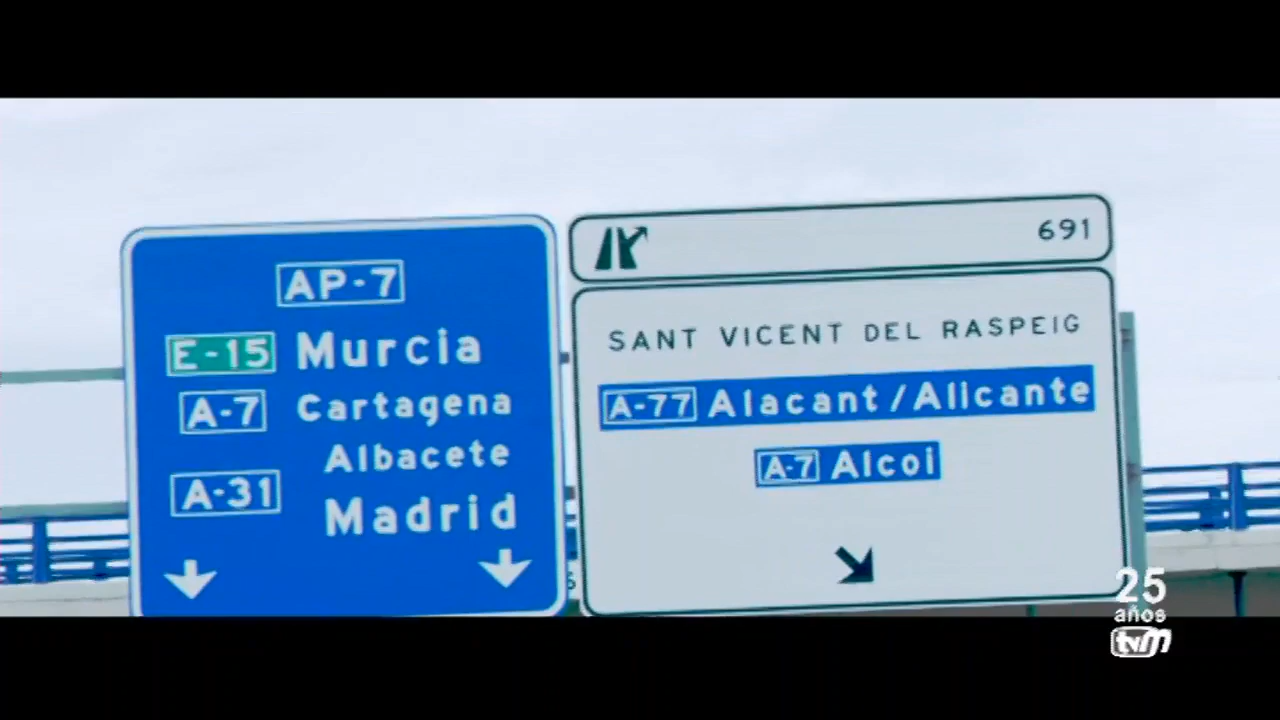 AP-7
E-15 Murcia
A-7 Cartagena
Albacete
A-31
Madrid
691
SANT VICENT DEL RASPEIG
A-77 Alacant / Alicante
A-7 Alcoi
25
años
tvm